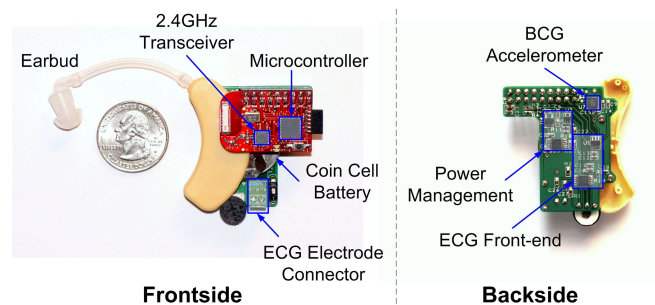 2.4GHz
Transceiver
Earbud
Microcontroller
Coin Cell
Battery
ECG Electrode
Connector
Frontside
BCG
Accelerometer
Power
Management
ECG Front-end
Backside